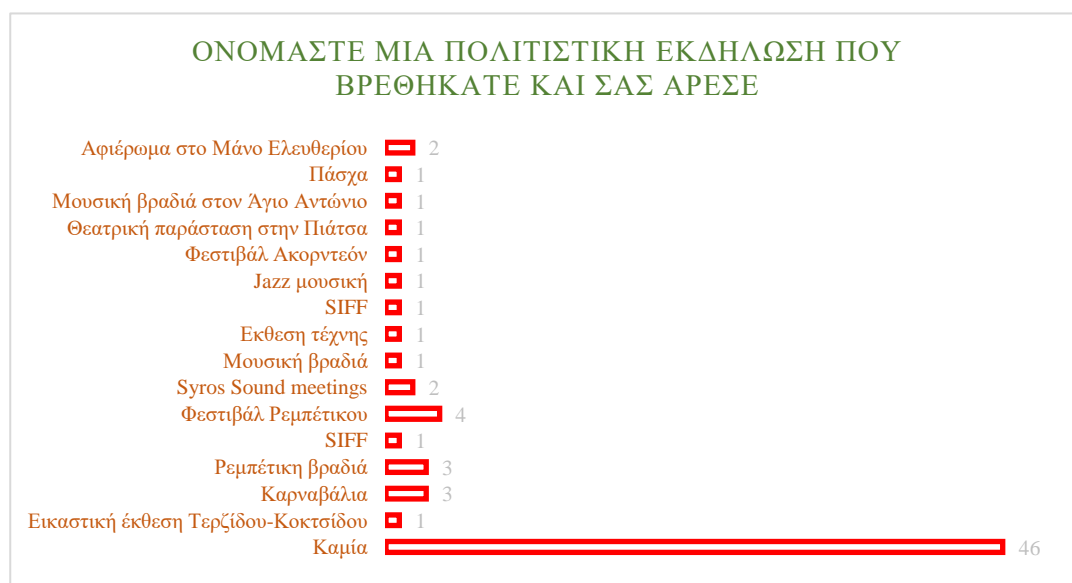 ΟΝΟΜΑΣΤΕ ΜΙΑ ΠΟΛΙΤΙΣΤΙΚΗ ΕΚΔΗΛΩΣΗ ΠΟΥ
ΒΡΕΘΗΚΑΤΕ ΚΑΙ ΣΑΣ ΑΡΕΣΕ
Αφιέρωμα στο Μάνο Ελευθερίου 2
Πάσχα 1
Μουσική βραδιά στον Άγιο Αντώνιο 1
Θεατρική παράσταση στην Πιάτσα 1
Φεστιβάλ Ακορντεόν 1
Jazz μουσική 1
SIFF 1
Εκθεση τέχνης 1
Μουσική βραδιά 1
Syros Sound meetings 2
Φεστιβάλ Ρεμπέτικου 4
SIFF 1
Ρεμπέτικη βραδιά 3
Καρναβάλια 3
Εικαστική έκθεση Τερζίδου-Κοκτσίδου 1
Καμία 46